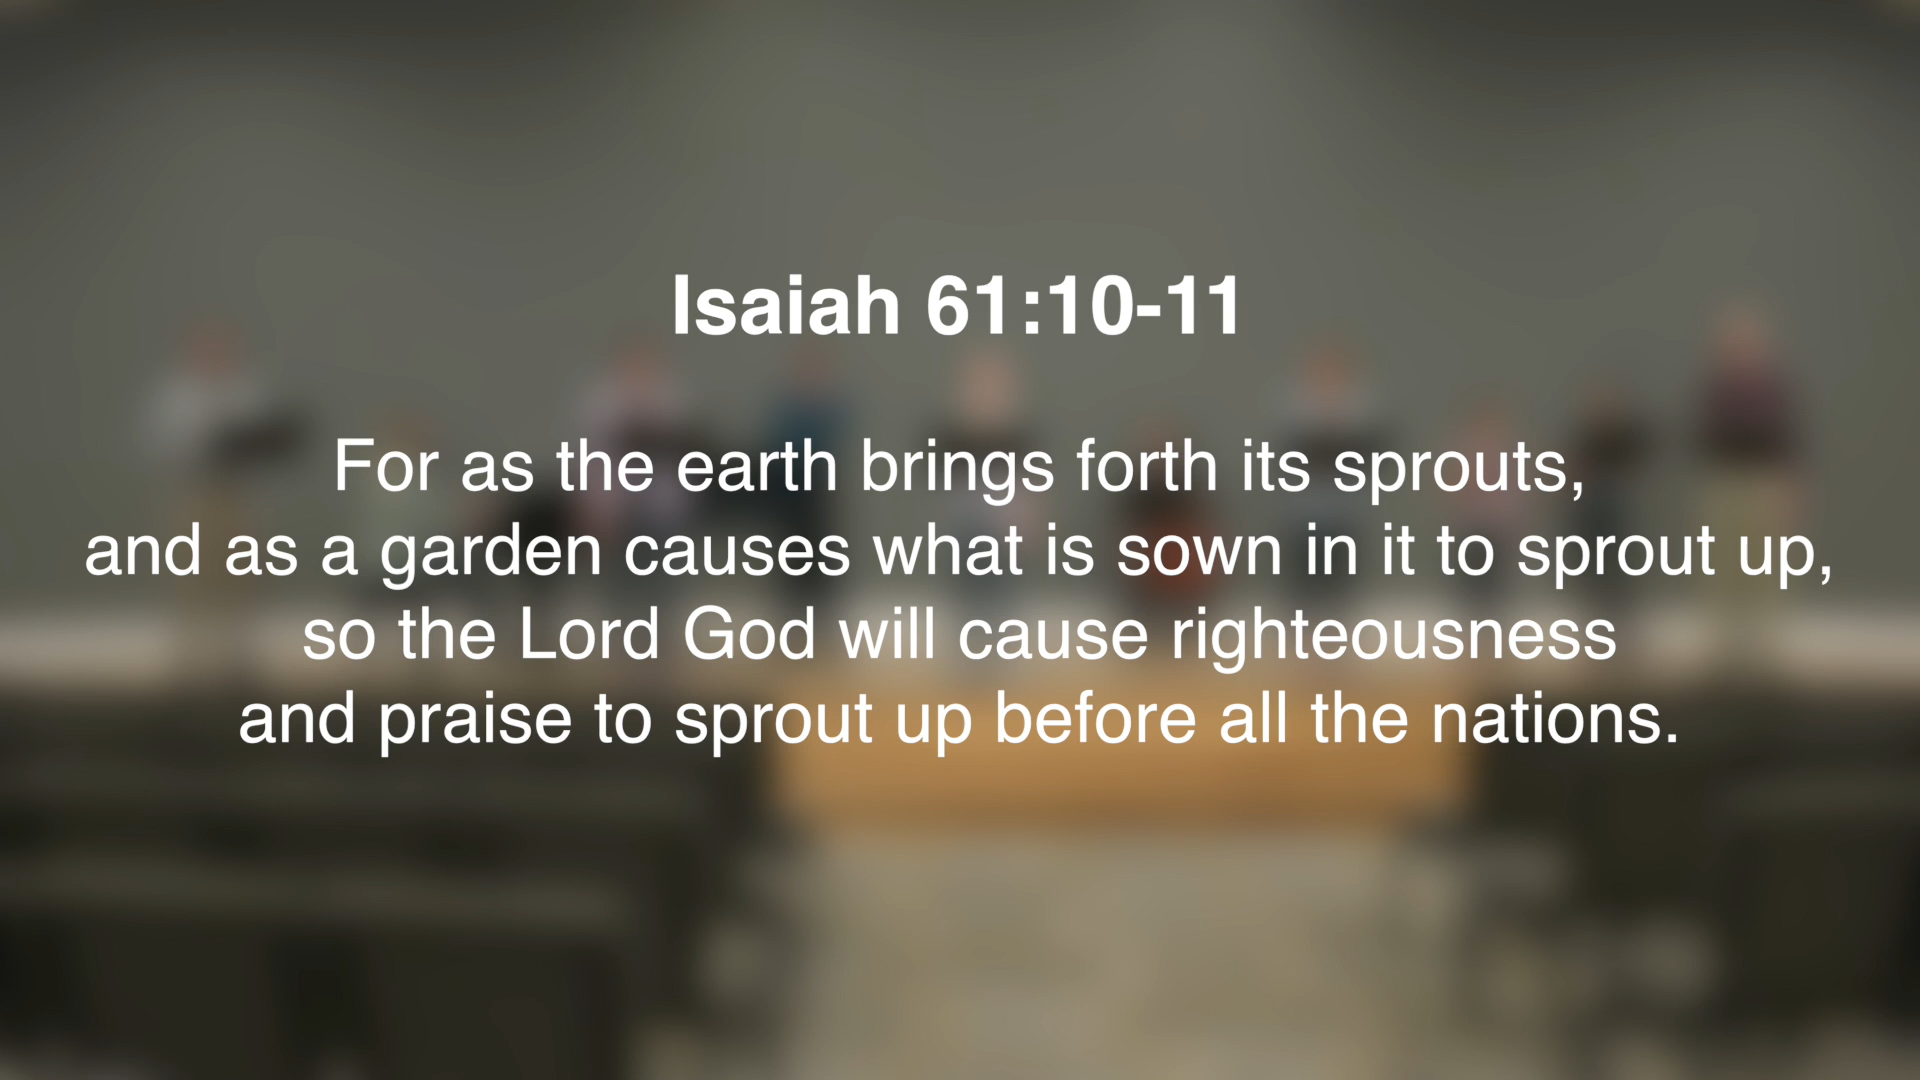 Isaiah 61:10-11
For as the earth brings forth its sprouts,
and as a garden causes what is sown in it to sprout up,
so the Lord God will cause righteousness
and praise to sprout up before all the nations.